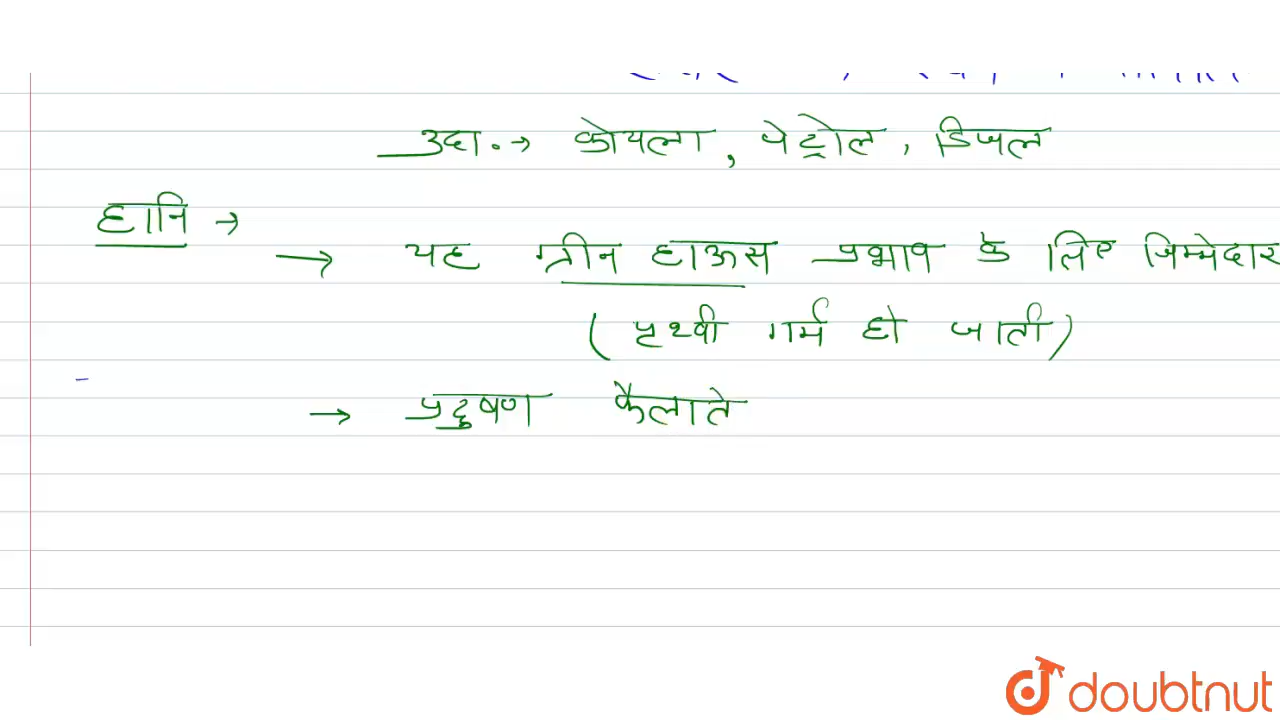 उदा. → कोयला, पेट्रोल, डिजल
हानि →
→ यह ग्रीन हाऊस प्रभाव के लिए जिम्मेदार
( पृथ्वी गर्म हो जाती )
→ प्रदुषण फैलाते
doubtnut